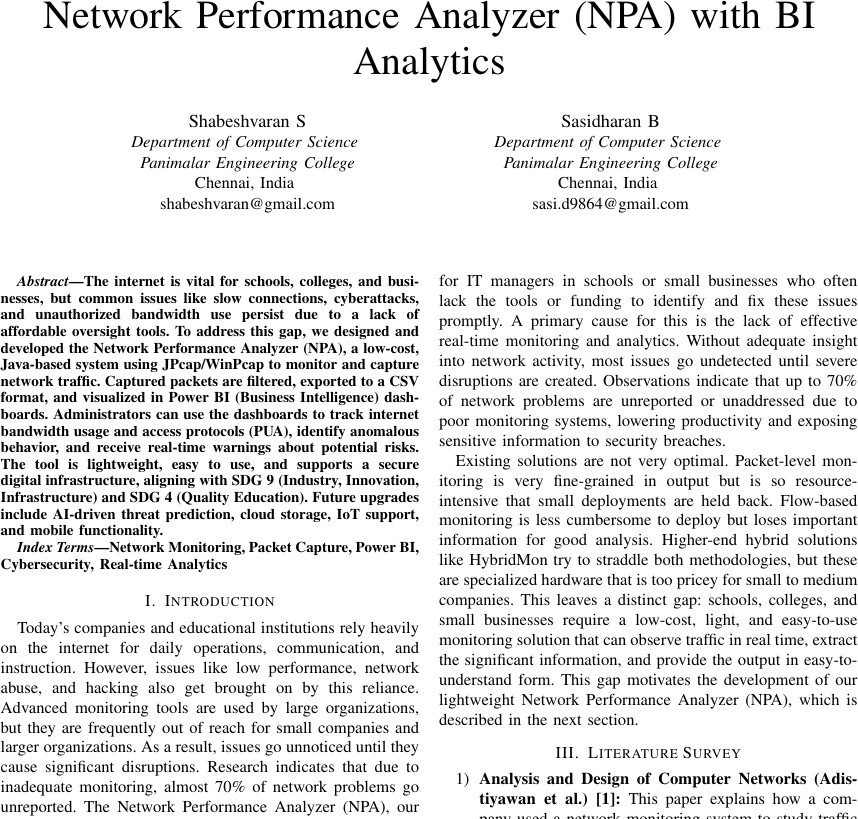 Network Performance Analyzer (NPA) with BI
Analytics
Shabeshvaran S
Department of Computer Science
Panimalar Engineering College
Chennai, India
shabeshvaran@gmail.com
Sasidharan B
Department of Computer Science
Panimalar Engineering College
Chennai, India
sasi.d9864@gmail.com
Abstract—The internet is vital for schools, colleges, and busi-
nesses, but common issues like slow connections, cyberattacks,
and unauthorized bandwidth use persist due to a lack of
affordable oversight tools. To address this gap, we designed and
developed the Network Performance Analyzer (NPA), a low-cost,
Java-based system using JPcap/WinPcap to monitor and capture
network traffic. Captured packets are filtered, exported to a CSV
format, and visualized in Power BI (Business Intelligence) dash-
boards. Administrators can use the dashboards to track internet
bandwidth usage and access protocols (PUA), identify anomalous
behavior, and receive real-time warnings about potential risks.
The tool is lightweight, easy to use, and supports a secure
digital infrastructure, aligning with SDG 9 (Industry, Innovation,
Infrastructure) and SDG 4 (Quality Education). Future upgrades
include AI-driven threat prediction, cloud storage, IoT support,
and mobile functionality.
Index Terms—Network Monitoring, Packet Capture, Power BI,
Cybersecurity, Real-time Analytics
I. INTRODUCTION
Today's companies and educational institutions rely heavily
on the internet for daily operations, communication, and
instruction. However, issues like low performance, network
abuse, and hacking also get brought on by this reliance.
Advanced monitoring tools are used by large organizations,
but they are frequently out of reach for small companies and
larger organizations. As a result, issues go unnoticed until they
cause significant disruptions. Research indicates that due to
inadequate monitoring, almost 70% of network problems go
unreported. The Network Performance Analyzer (NPA), our
for IT managers in schools or small businesses who often
lack the tools or funding to identify and fix these issues
promptly. A primary cause for this is the lack of effective
real-time monitoring and analytics. Without adequate insight
into network activity, most issues go undetected until severe
disruptions are created. Observations indicate that up to 70%
of network problems are unreported or unaddressed due to
poor monitoring systems, lowering productivity and exposing
sensitive information to security breaches.
Existing solutions are not very optimal. Packet-level mon-
itoring is very fine-grained in output but is so resource-
intensive that small deployments are held back. Flow-based
monitoring is less cumbersome to deploy but loses important
information for good analysis. Higher-end hybrid solutions
like HybridMon try to straddle both methodologies, but these
are specialized hardware that is too pricey for small to medium
companies. This leaves a distinct gap: schools, colleges, and
small businesses require a low-cost, light, and easy-to-use
monitoring solution that can observe traffic in real time, extract
the significant information, and provide the output in easy-to-
understand form. This gap motivates the development of our
lightweight Network Performance Analyzer (NPA), which is
described in the next section.
III. LITERATURE SURVEY
1) Analysis and Design of Computer Networks (Adis-
tiyawan et al.) [1]: This paper explains how a com-
pany used a network monitoring system to study traffic